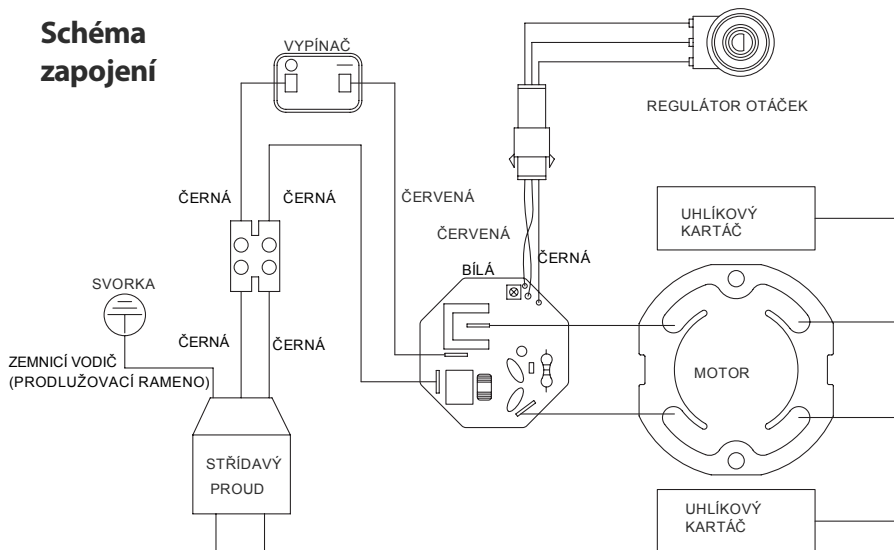 Schéma
zapojení
VYPÍNAČ
REGULÁTOR OTÁČEK
ČERNÁ
ČERNÁ
ČERVENÁ
UHLÍKOVÝ
KARTÁČ
ČERVENÁ
ČERNÁ
BÍLÁ
SVORKA
ČERNÁ
ČERNÁ
ZEMNICÍ VODIČ
(PRODLUŽOVACÍ RAMENO)
MOTOR
STŘÍDAVÝ
PROUD
UHLÍKOVÝ
KARTÁČ